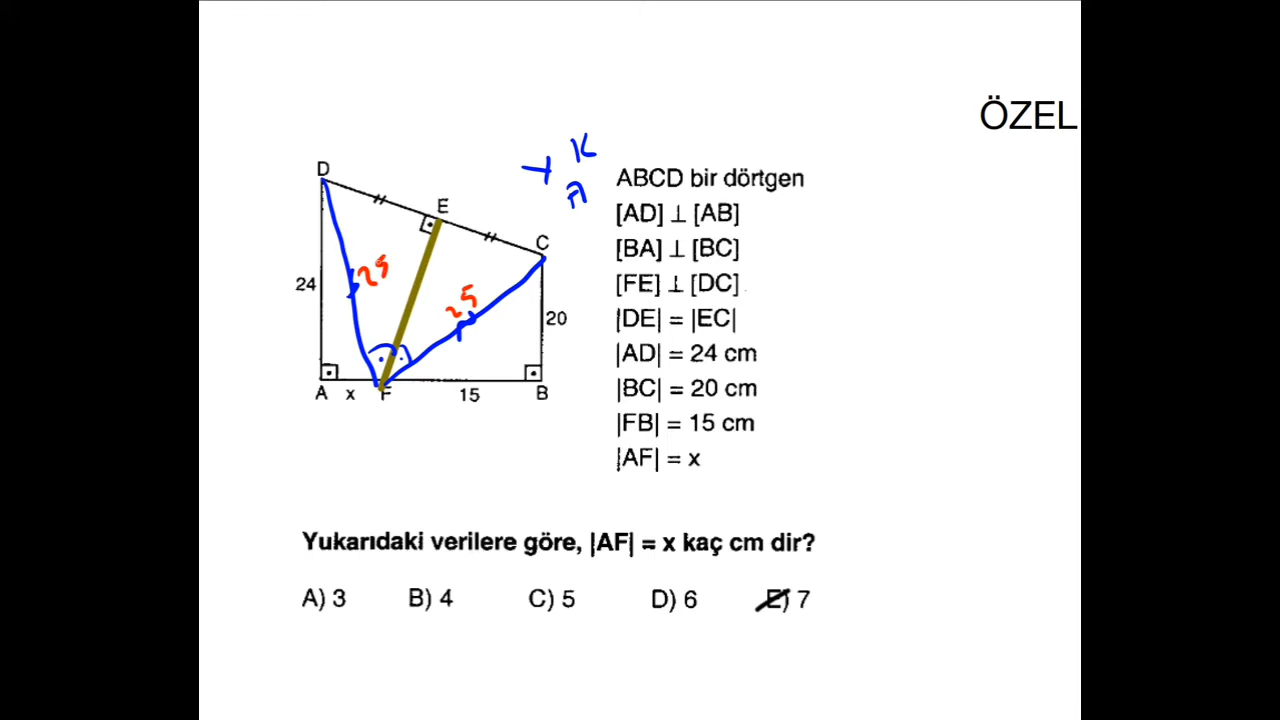 ÖZEL
K
Y
A
D
E
C
24
25
25
20
A x F 15 B
ABCD bir dörtgen
[AD] ⊥ [AB]
[BA] ⊥ [BC]
[FE] ⊥ [DC]
|DE| = |EC|
|AD| = 24 cm
|BC| = 20 cm
|FB| = 15 cm
|AF| = x
Yukarıdaki verilere göre, |AF| = x kaç cm dir?
A) 3 B) 4 C) 5 D) 6 E) 7